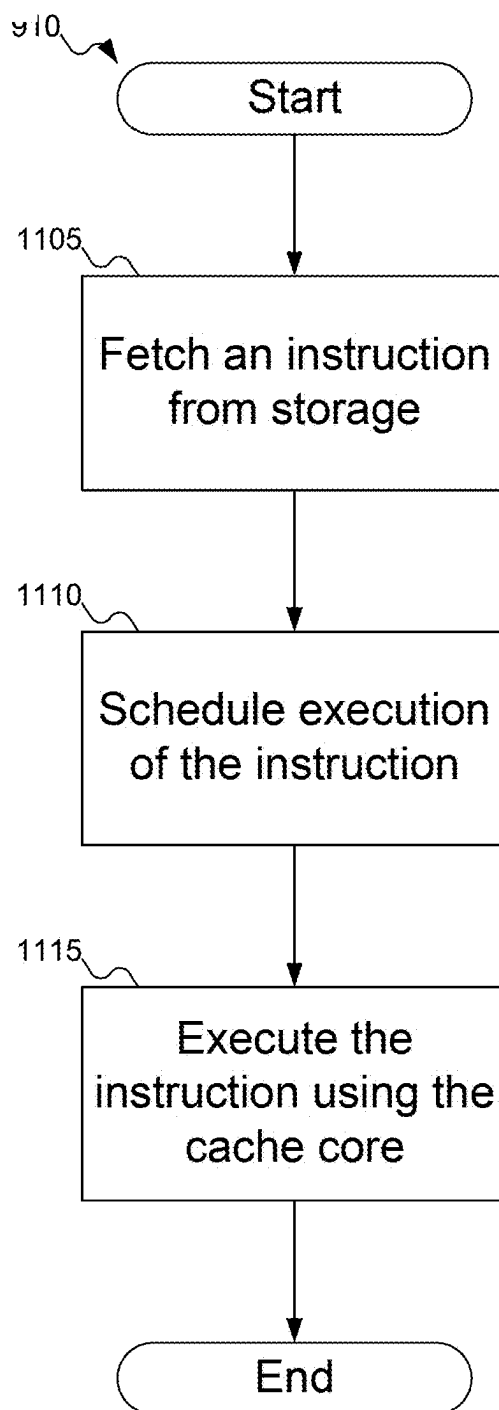 910
Start
1105
Fetch an instruction
from storage
1110
Schedule execution
of the instruction
1115
Execute the
instruction using the
cache core
End